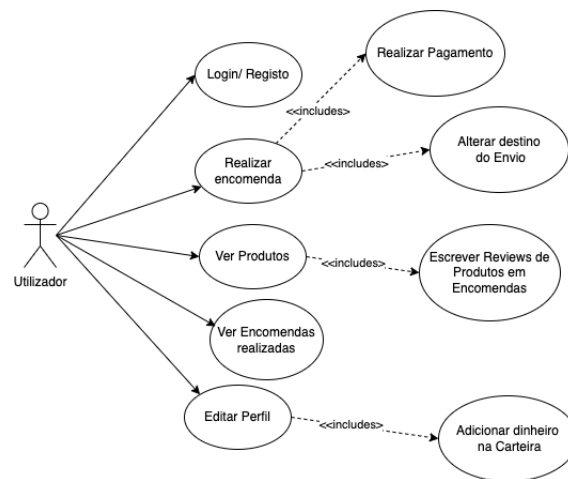 Realizar Pagamento
Login/ Registo
<<includes>
Realizar
encomenda
<<includes>
Alterar destino
do Envio
Utilizador
Ver Produtos
<<includes>
Escrever Reviews de
Produtos em
Encomendas
Ver Encomendas
realizadas
Editar Perfil
<<includes>
Adicionar dinheiro
na Carteira